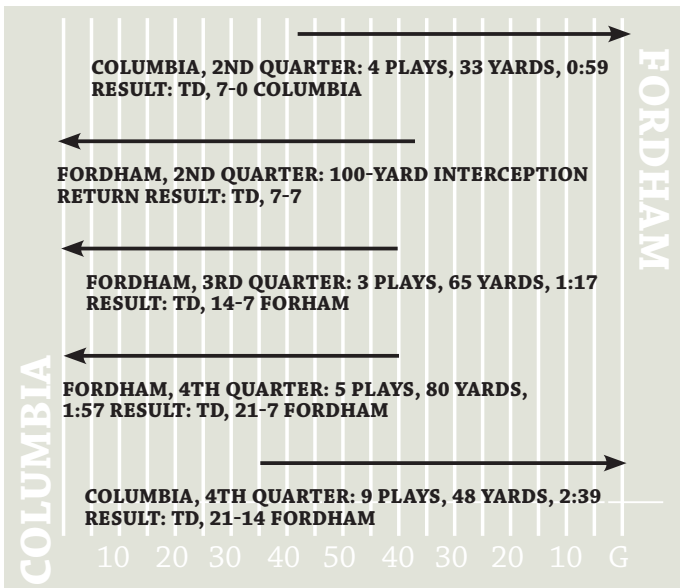 COLUMBIA, 2ND QUARTER: 4 PLAYS, 33 YARDS, 0:59
RESULT: TD, 7-0 COLUMBIA
FORDHAM, 2ND QUARTER: 100-YARD INTERCEPTION
RETURN RESULT: TD, 7-7
FORDHAM, 3RD QUARTER: 3 PLAYS, 65 YARDS, 1:17
RESULT: TD, 14-7 FORHAM
FORDHAM, 4TH QUARTER: 5 PLAYS, 80 YARDS,
1:57 RESULT: TD, 21-7 FORDHAM
COLUMBIA, 4TH QUARTER: 9 PLAYS, 48 YARDS, 2:39
RESULT: TD, 21-14 FORDHAM
COLUMBIA
FORDHAM
10 20 30 40 50 40 30 20 10 G